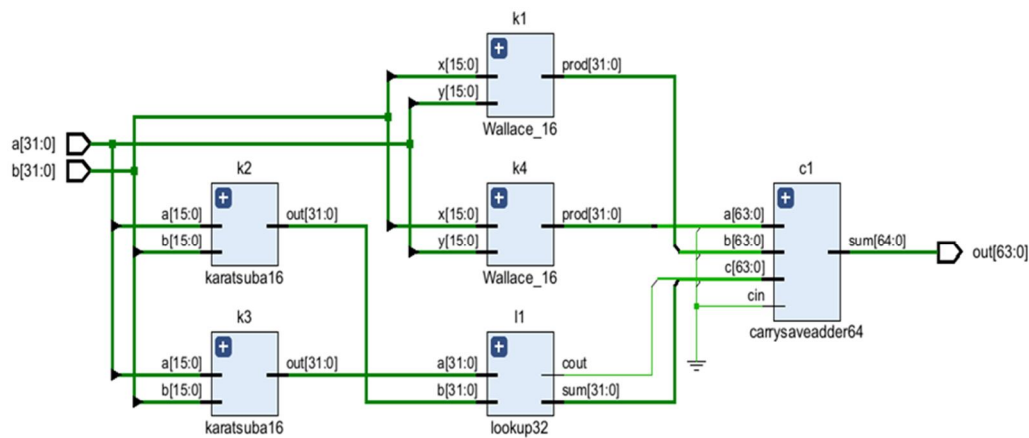 k1
x[15:0]
prod[31:0]
y[15:0]
Wallace_16
a[31:0]
b[31:0]
k2
a[15:0]
out[31:0]
b[15:0]
karatsuba16
k4
x[15:0]
prod[31:0]
y[15:0]
Wallace_16
c1
a[63:0]
b[63:0]
sum[64:0]
out[63:0]
c[63:0]
cin
carrysaveadder64
k3
a[15:0]
out[31:0]
b[15:0]
karatsuba16
l1
a[31:0]
cout
b[31:0]
sum[31:0]
lookup32